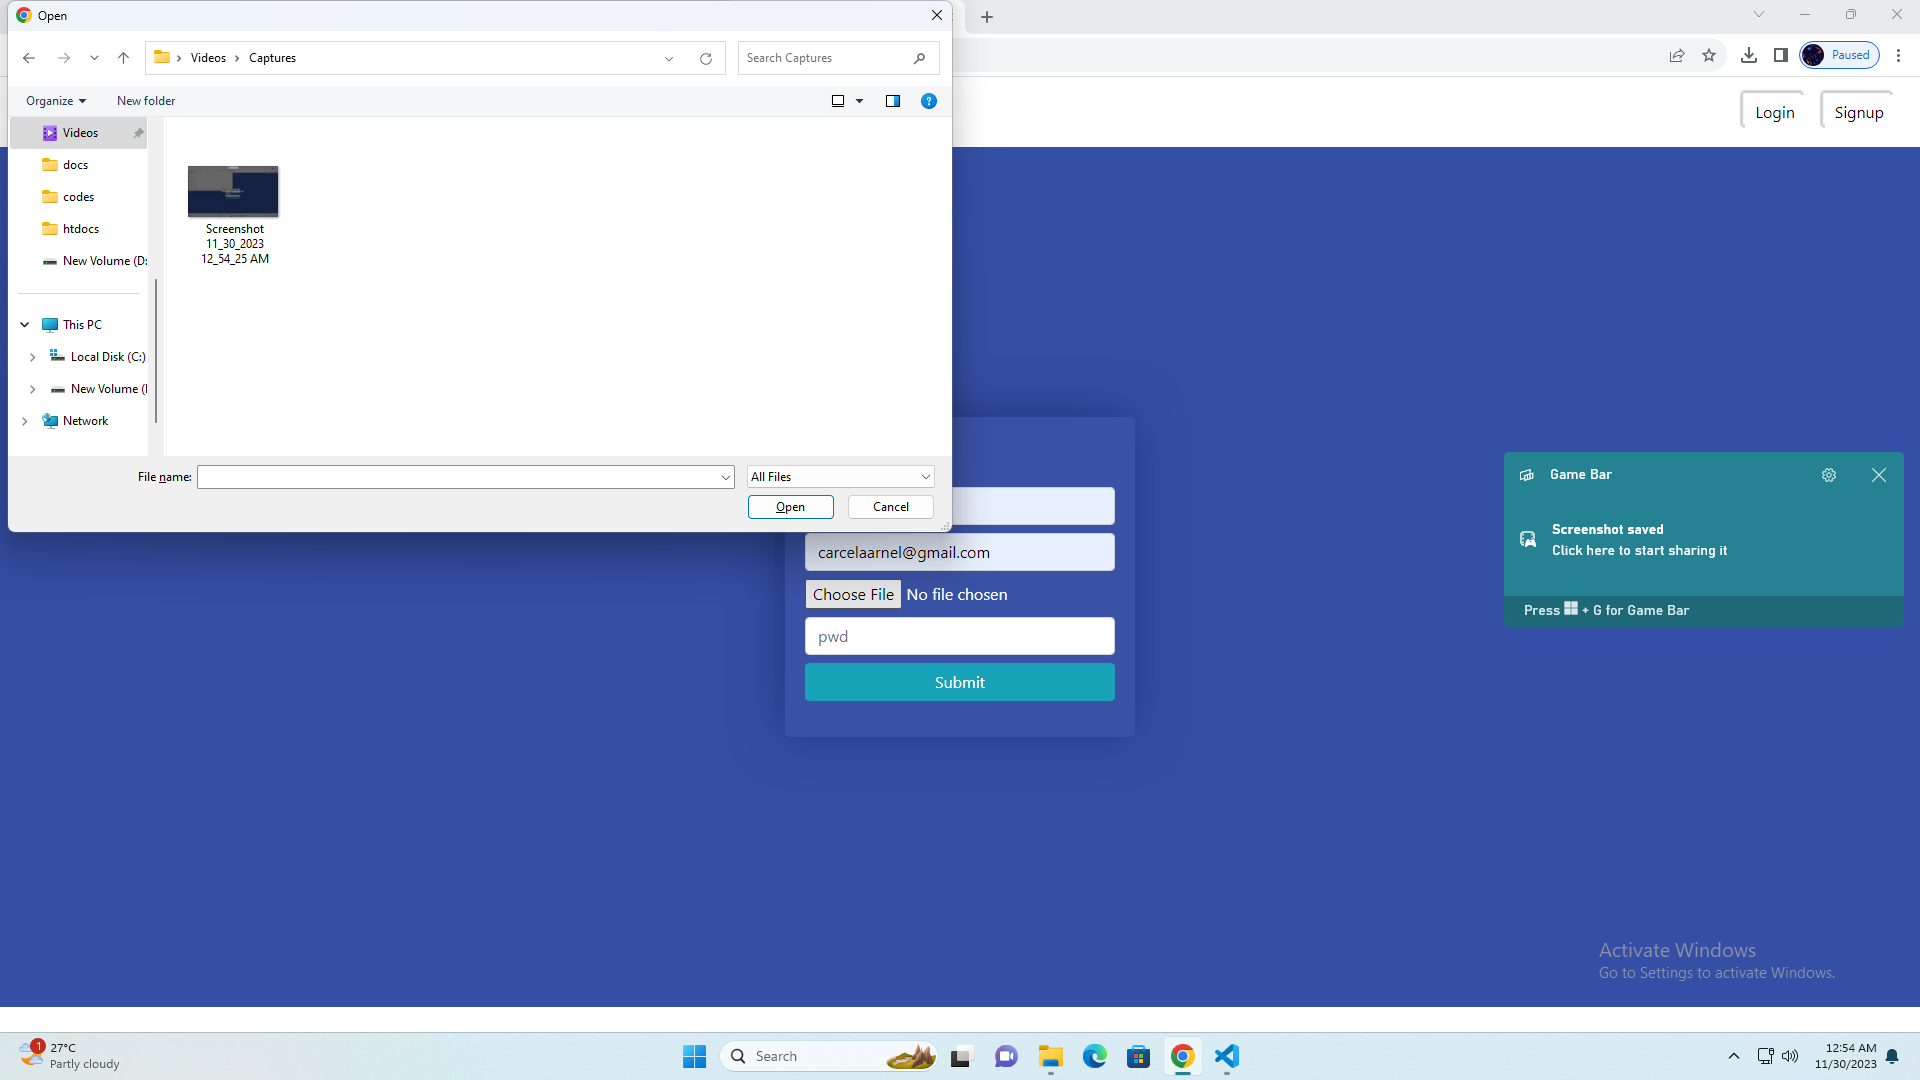 Open
Paused
Videos
Captures
Search Captures
Organize
New folder
Login
Signup
Videos
docs
codes
htdocs
New Volume (D:
This PC
Local Disk (C:)
New Volume (
Network
Screenshot
11_30_2023
12_54_25 AM
File name:
All Files
Open
Cancel
carcelaarnel@gmail.com
Choose File No file chosen
pwd
Submit
Game Bar
Screenshot saved
Click here to start sharing it
Press + G for Game Bar
Activate Windows
Go to Settings to activate Windows.
1
27°C
Partly cloudy
Search
12:54 AM
11/30/2023